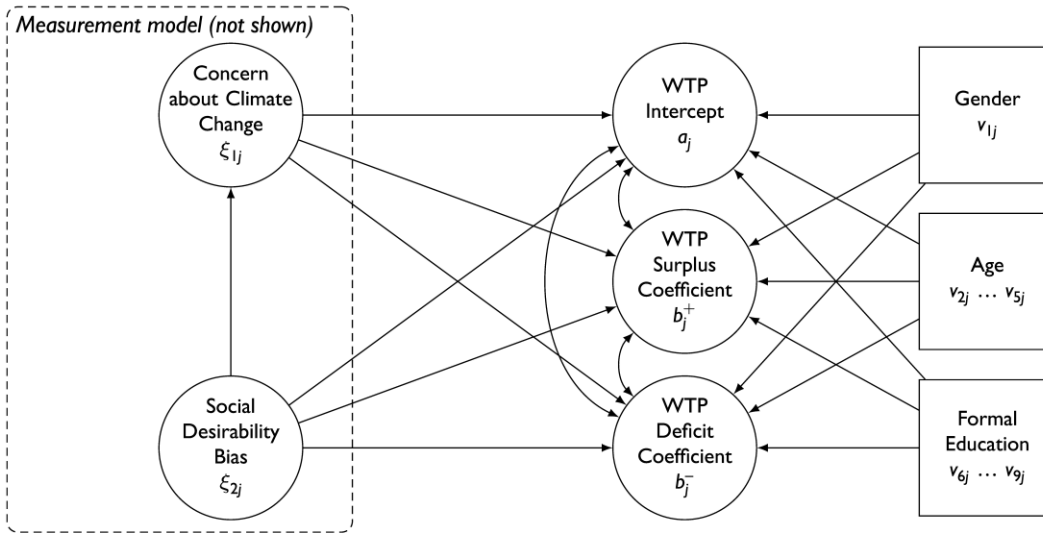 Measurement model (not shown)
Concern
about Climate
Change
ξ1j
Social
Desirability
Bias
ξ2j
WTP
Intercept
aj
WTP
Surplus
Coefficient
bj+
WTP
Deficit
Coefficient
bj−
Gender
v1j
Age
v2j … v5j
Formal
Education
v6j … v9j